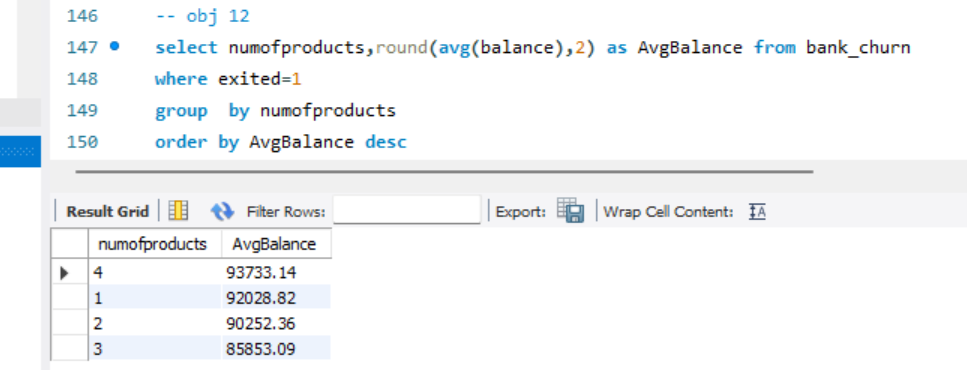 146 -- obj 12
147 select numofproducts,round(avg(balance),2) as AvgBalance from bank_churn
148 where exited=1
149 group  by numofproducts
150 order by AvgBalance desc
Result Grid Filter Rows: Export: Wrap Cell Content: IA
numofproducts AvgBalance
4 93733.14
1 92028.82
2 90252.36
3 85853.09